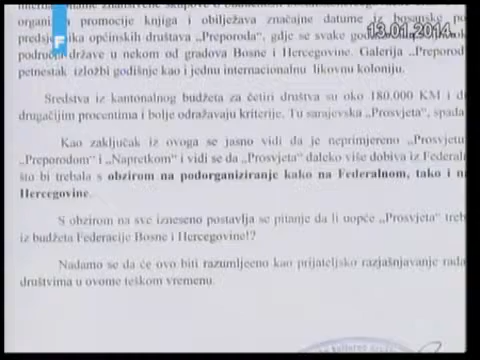 13.01.2014.
organizi promocije knjiga i obilježava značajne datume iz bosanske
predsje ika općinskih društava „Preporoda", gdje se svake
područj države u nekom od gradova Bosne i Hercegovine. Galerija „Preporod
petnestak izložbi godišnje kao i jednu internacionalnu likovnu koloniju.
Sredstva iz kantonalnog budžeta za četiri društva su oko 180.000 KM i d
drugačijim procentima i bolje odražavaju kriterije. Tu sarajevska „Prosvjeta", spada
Kao zaključak iz ovoga se jasno vidi da je neprimjereno „Prosvjetu
„Preporodom" i „Napretkom" i vidi se da „Prosvjeta" daleko više dobiva iz Federaln
što bi trebala s obzirom na podorganiziranje kako na Federalnom, tako i n
Hercegovine.
S obzirom na sve izneseno postavlja se pitanje da li uopće „Prosvjeta" treb
iz budžeta Federacije Bosne i Hercegovine!?
Nadamo se da će ovo biti razumljeno kao prijateljsko razjašnjavanje rada
društvima u ovome teškom vremenu.